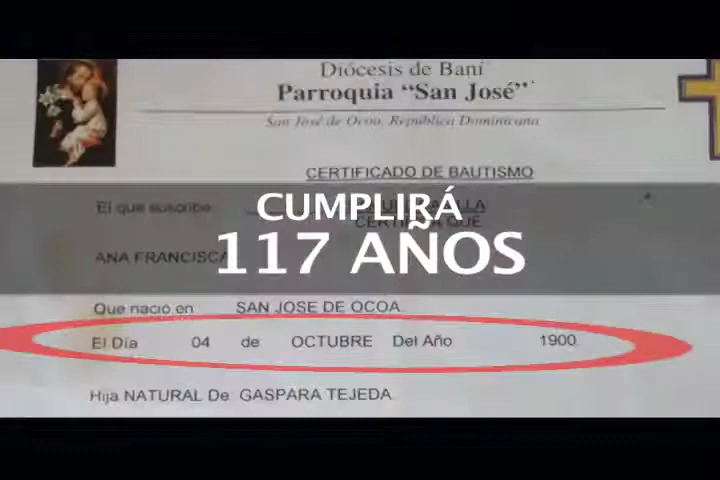 Diócesis de Baní
Parroquia “San José”
San José de Ocoa, República Dominicana
CERTIFICADO DE BAUTISMO
El que suscribe
CUMPLIRÁ
117 AÑOS
ANA FRANCISCA
Que nació en SAN JOSE DE OCOA
El Día 04 de OCTUBRE Del Año 1900
Hija NATURAL De GASPARA TEJEDA